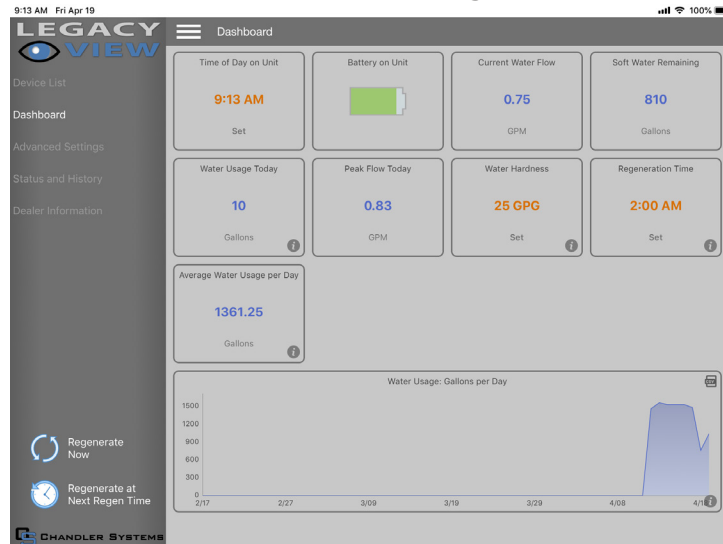 9:13 AM Fri Apr 19
100%
LEGACY
VIEW
Dashboard
Device List
Dashboard
Advanced Settings
Status and History
Dealer Information
Time of Day on Unit
9:13 AM
Set
Battery on Unit
Current Water Flow
0.75
GPM
Soft Water Remaining
810
Gallons
Water Usage Today
10
Gallons
Peak Flow Today
0.83
GPM
Water Hardness
25 GPG
Set
Regeneration Time
2:00 AM
Set
Average Water Usage per Day
1361.25
Gallons
Water Usage: Gallons per Day
1500
1200
900
600
300
0
2/17 2/27 3/09 3/19 3/29 4/08
Regenerate
Now
Regenerate at
Next Regen Time
CHANDLER SYSTEMS